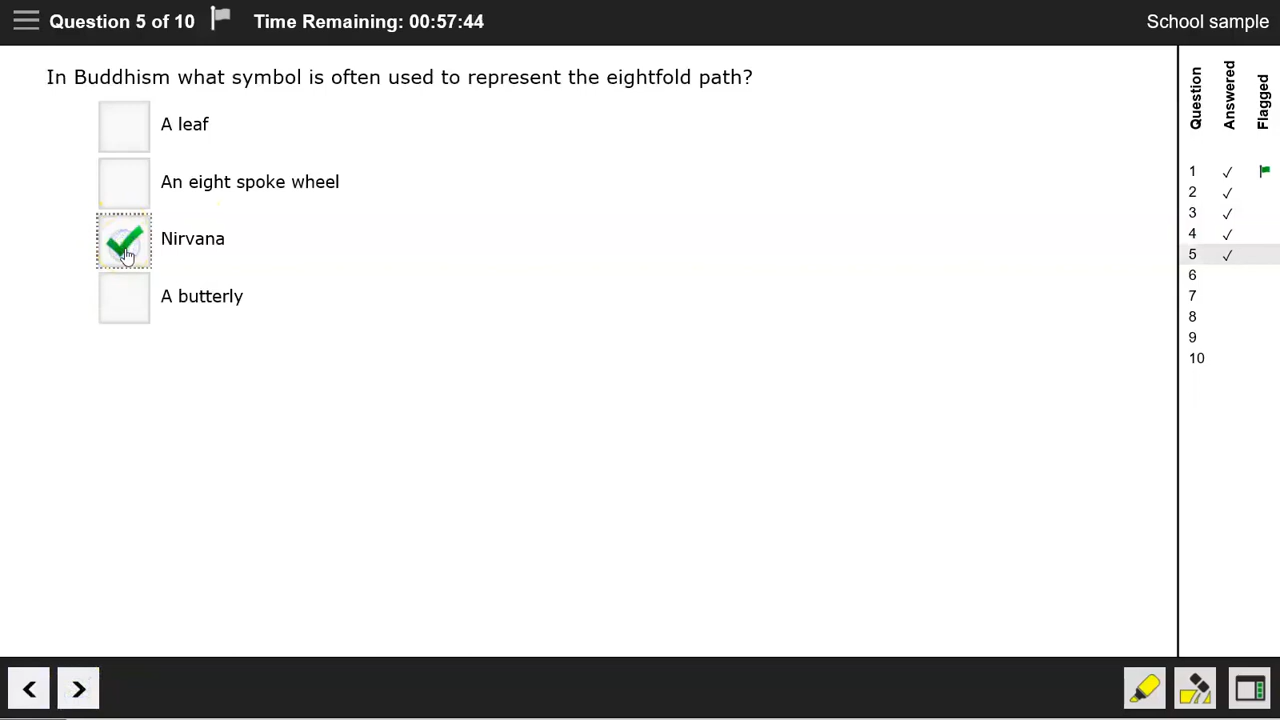 Question 5 of 10 Time Remaining: 00:57:44 School sample
In Buddhism what symbol is often used to represent the eightfold path?
A leaf
An eight spoke wheel
Nirvana
A butterly
Question Answered Flagged
1 ✓
2 ✓
3 ✓
4 ✓
5 ✓
6
7
8
9
10